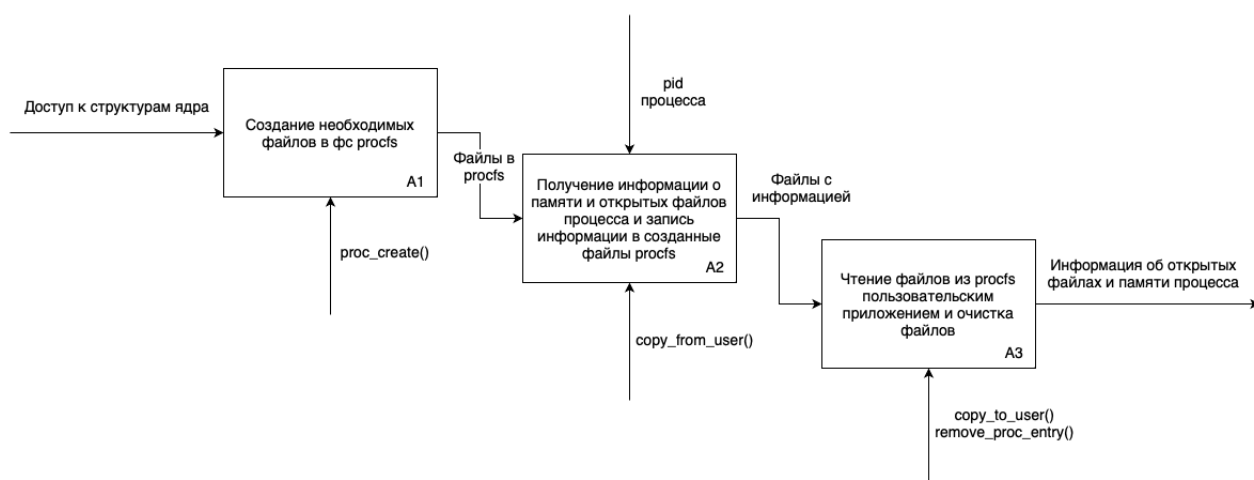 Доступ к структурам ядра
Создание необходимых
файлов в фс procfs
A1
proc_create()
Файлы в
procfs
pid
процесса
Получение информации о
памяти и открытых файлов
процесса и запись
информации в созданные
файлы procfs
A2
copy_from_user()
Файлы с
информацией
Чтение файлов из procfs
пользовательским
приложением и очистка
файлов
A3
copy_to_user()
remove_proc_entry()
Информация об открытых
файлах и памяти процесса